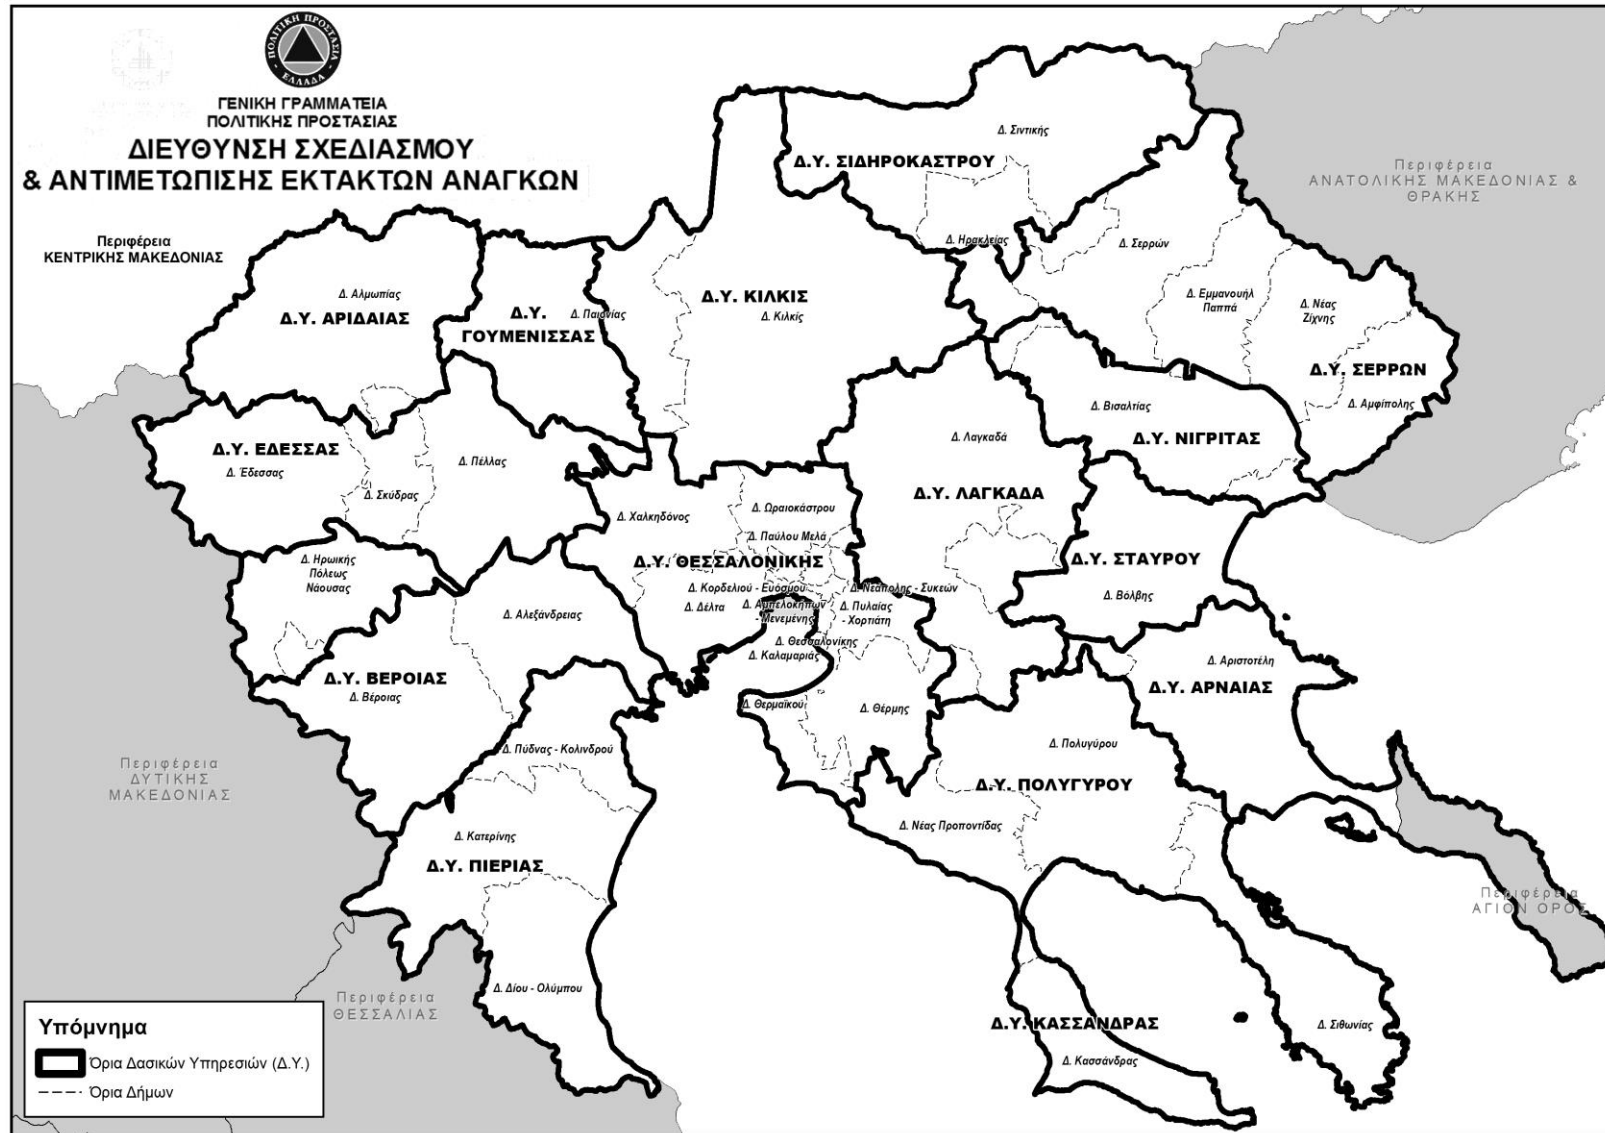 ΠΟΛΙΤΙΚΗ ΠΡΟΣΤΑΣΙΑ
ΕΛΛΑΔΑ
ΓΕΝΙΚΗ ΓΡΑΜΜΑΤΕΙΑ
ΠΟΛΙΤΙΚΗΣ ΠΡΟΣΤΑΣΙΑΣ
ΔΙΕΥΘΥΝΣΗ ΣΧΕΔΙΑΣΜΟΥ
& ΑΝΤΙΜΕΤΩΠΙΣΗΣ ΕΚΤΑΚΤΩΝ ΑΝΑΓΚΩΝ
Περιφέρεια
ΚΕΝΤΡΙΚΗΣ ΜΑΚΕΔΟΝΙΑΣ
Δ. Σιντικής
Δ.Υ. ΣΙΔΗΡΟΚΑΣΤΡΟΥ
Περιφέρεια
ΑΝΑΤΟΛΙΚΗΣ ΜΑΚΕΔΟΝΙΑΣ &
ΘΡΑΚΗΣ
Δ. Ηρακλείας
Δ. Σερρών
Δ. Αλμωπίας
Δ.Υ. ΑΡΙΔΑΙΑΣ
Δ.Υ.
ΓΟΥΜΕΝΙΣΣΑΣ
Δ. Παιονίας
Δ.Υ. ΚΙΛΚΙΣ
Δ. Κιλκίς
Δ. Εμμανουήλ
Παππά
Δ. Νέας
Ζίχνης
Δ.Υ. ΣΕΡΡΩΝ
Δ. Αμφίπολης
Δ. Βισαλτίας
Δ.Υ. ΝΙΓΡΙΤΑΣ
Δ.Υ. ΕΔΕΣΣΑΣ
Δ. Έδεσσας
Δ. Σκύδρας
Δ. Πέλλας
Δ. Λαγκαδά
Δ.Υ. ΛΑΓΚΑΔΑ
Δ. Χαλκηδόνος
Δ. Ωραιοκάστρου
Δ. Παύλου Μελά
Δ.Υ. ΘΕΣΣΑΛΟΝΙΚΗΣ
Δ. Κορδελιού - Ευόσμου
Δ. Νεάπολης - Συκεών
Δ. Δέλτα
Δ. Αμπελοκήπων
- Μενεμένης
Δ. Πυλαίας
- Χορτιάτη
Δ. Θεσσαλονίκης
Δ. Καλαμαριάς
Δ.Υ. ΣΤΑΥΡΟΥ
Δ. Βόλβης
Δ. Ηρωικής
Πόλεως
Νάουσας
Δ. Αλεξάνδρειας
Δ.Υ. ΒΕΡΟΙΑΣ
Δ. Βέροιας
Δ. Θερμαϊκού
Δ. Θέρμης
Δ. Αριστοτέλη
Δ.Υ. ΑΡΝΑΙΑΣ
Δ. Πύδνας - Κολινδρού
Δ. Πολυγύρου
Δ.Υ. ΠΟΛΥΓΥΡΟΥ
Δ. Νέας Προποντίδας
Περιφέρεια
ΔΥΤΙΚΗΣ
ΜΑΚΕΔΟΝΙΑΣ
Δ. Κατερίνης
Δ.Υ. ΠΙΕΡΙΑΣ
Περιφέρεια
ΑΓΙΟΝ ΟΡΟΣ
Δ. Δίου - Ολύμπου
Περιφέρεια
ΘΕΣΣΑΛΙΑΣ
Δ.Υ. ΚΑΣΣΑΝΔΡΑΣ
Δ. Κασσάνδρας
Δ. Σιθωνίας
Υπόμνημα
Όρια Δασικών Υπηρεσιών (Δ.Υ.)
Όρια Δήμων